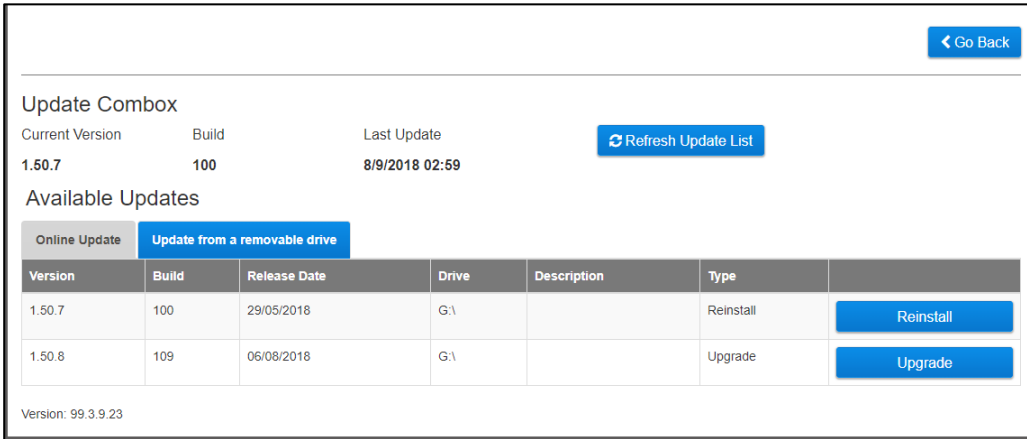 Go Back
Update Combox
Current Version Build Last Update Refresh Update List
1.50.7 100 8/9/2018 02:59
Available Updates
Online Update Update from a removable drive
Version Build Release Date Drive Description Type
1.50.7 100 29/05/2018 G:\ Reinstall Reinstall
1.50.8 109 06/08/2018 G:\ Upgrade Upgrade
Version: 99.3.9.23